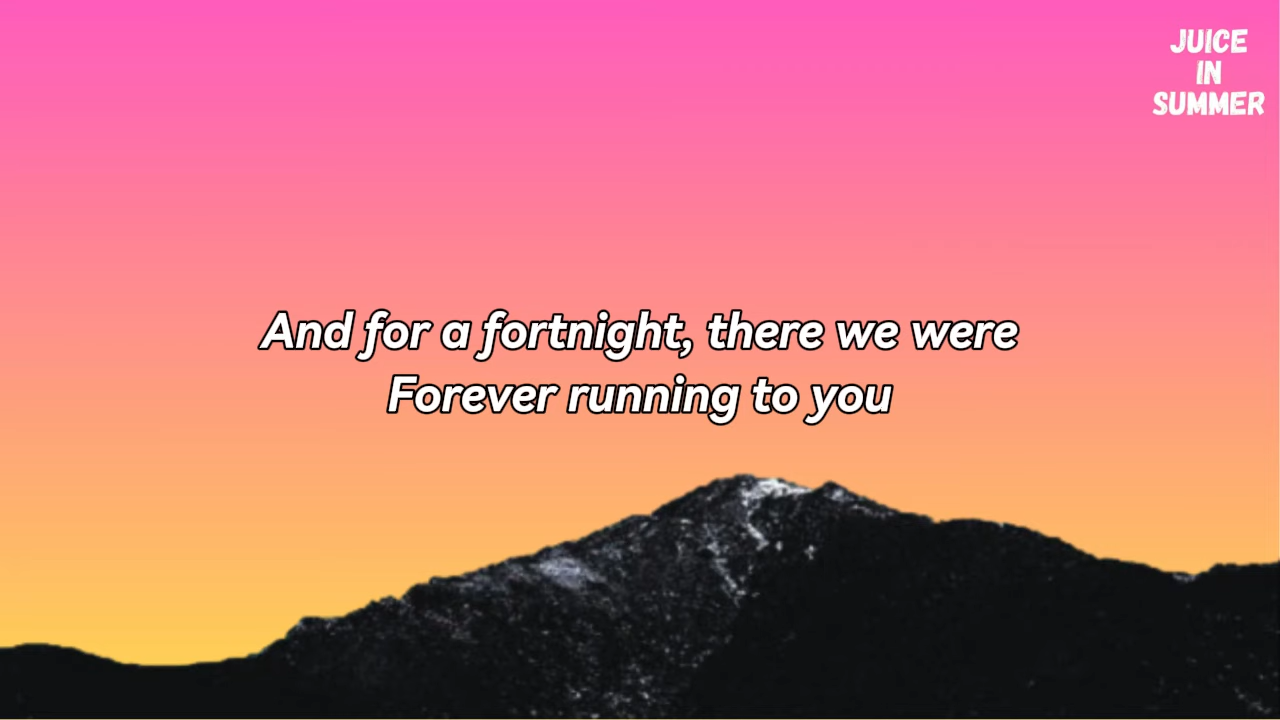 JUICE
IN
SUMMER
And for a fortnight, there we were
Forever running to you